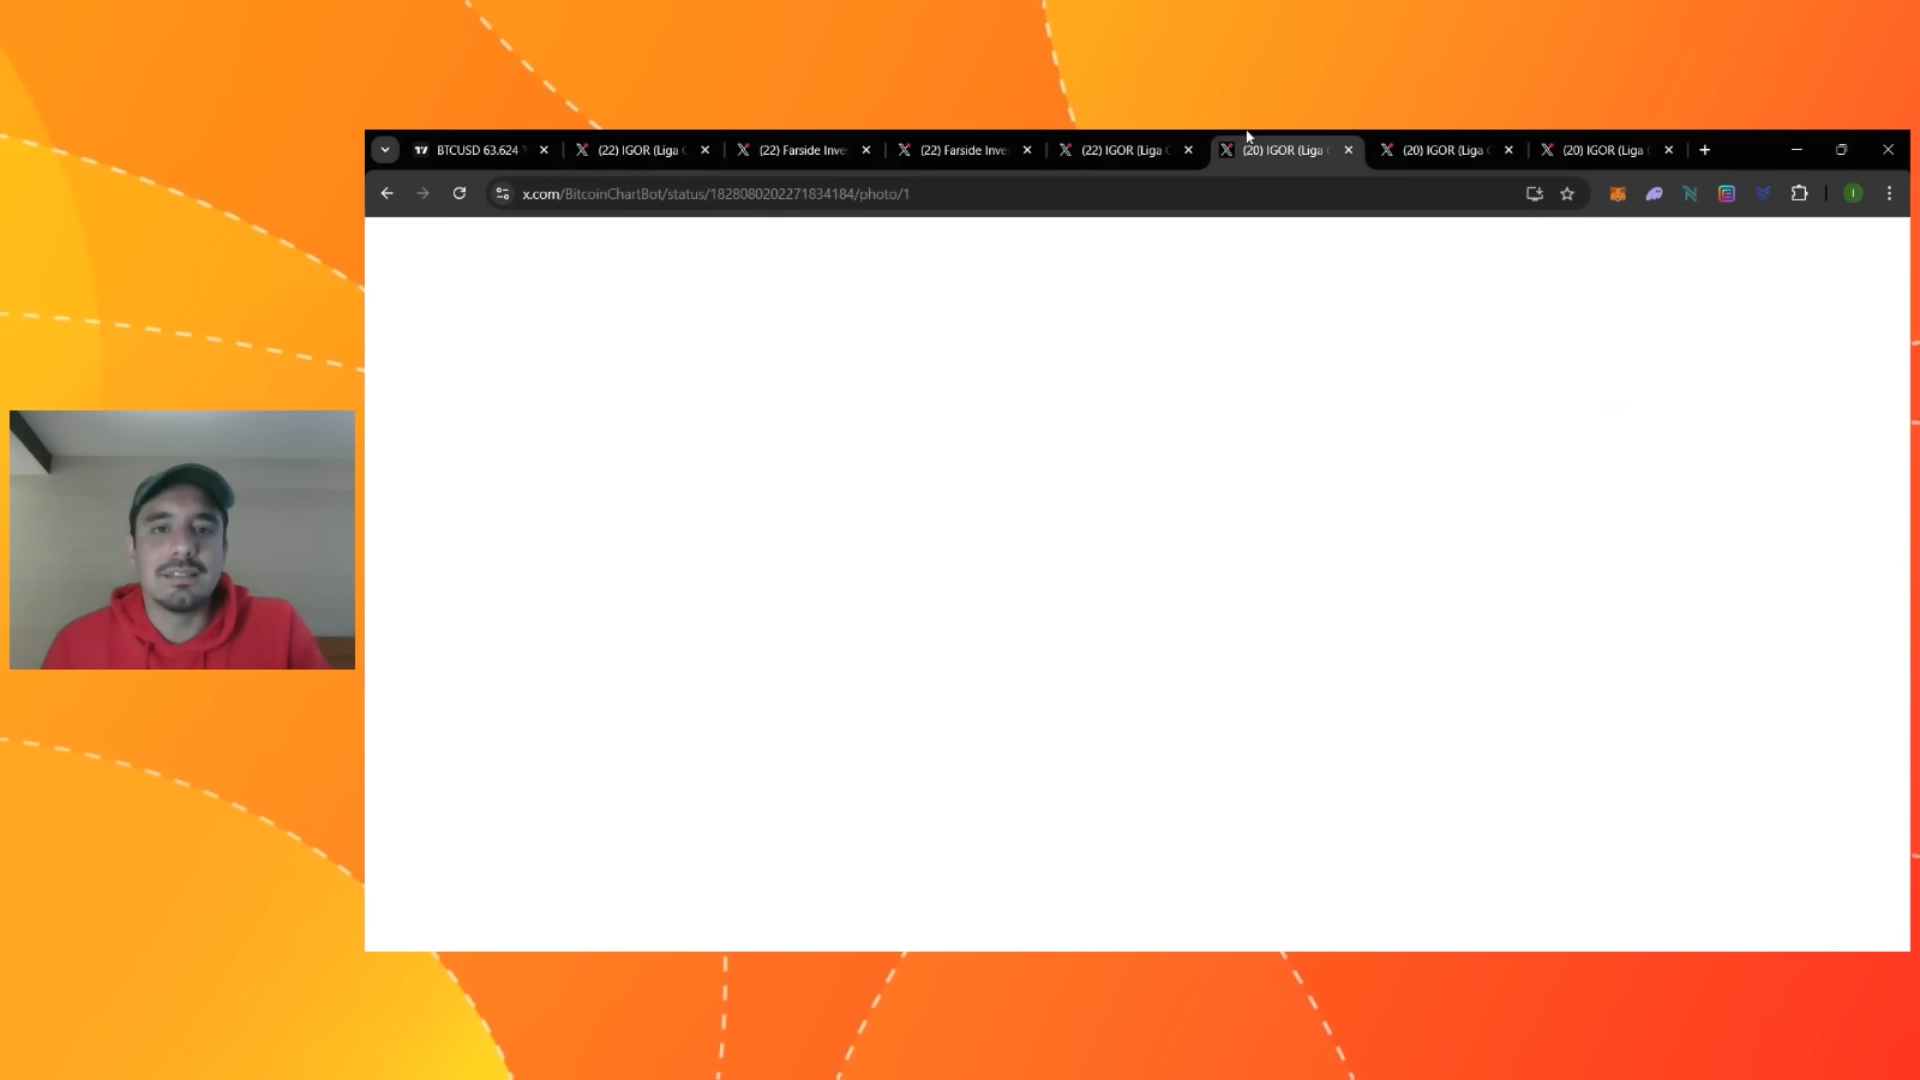 BTCUSD 63.624
(22) IGOR (Liga
(22) Farside Inve
(22) Farside Inve
(22) IGOR (Liga
(20) IGOR (Liga
(20) IGOR (Liga
(20) IGOR (Liga
x.com/BitcoinChartBot/status/1828080202271834184/photo/1
I